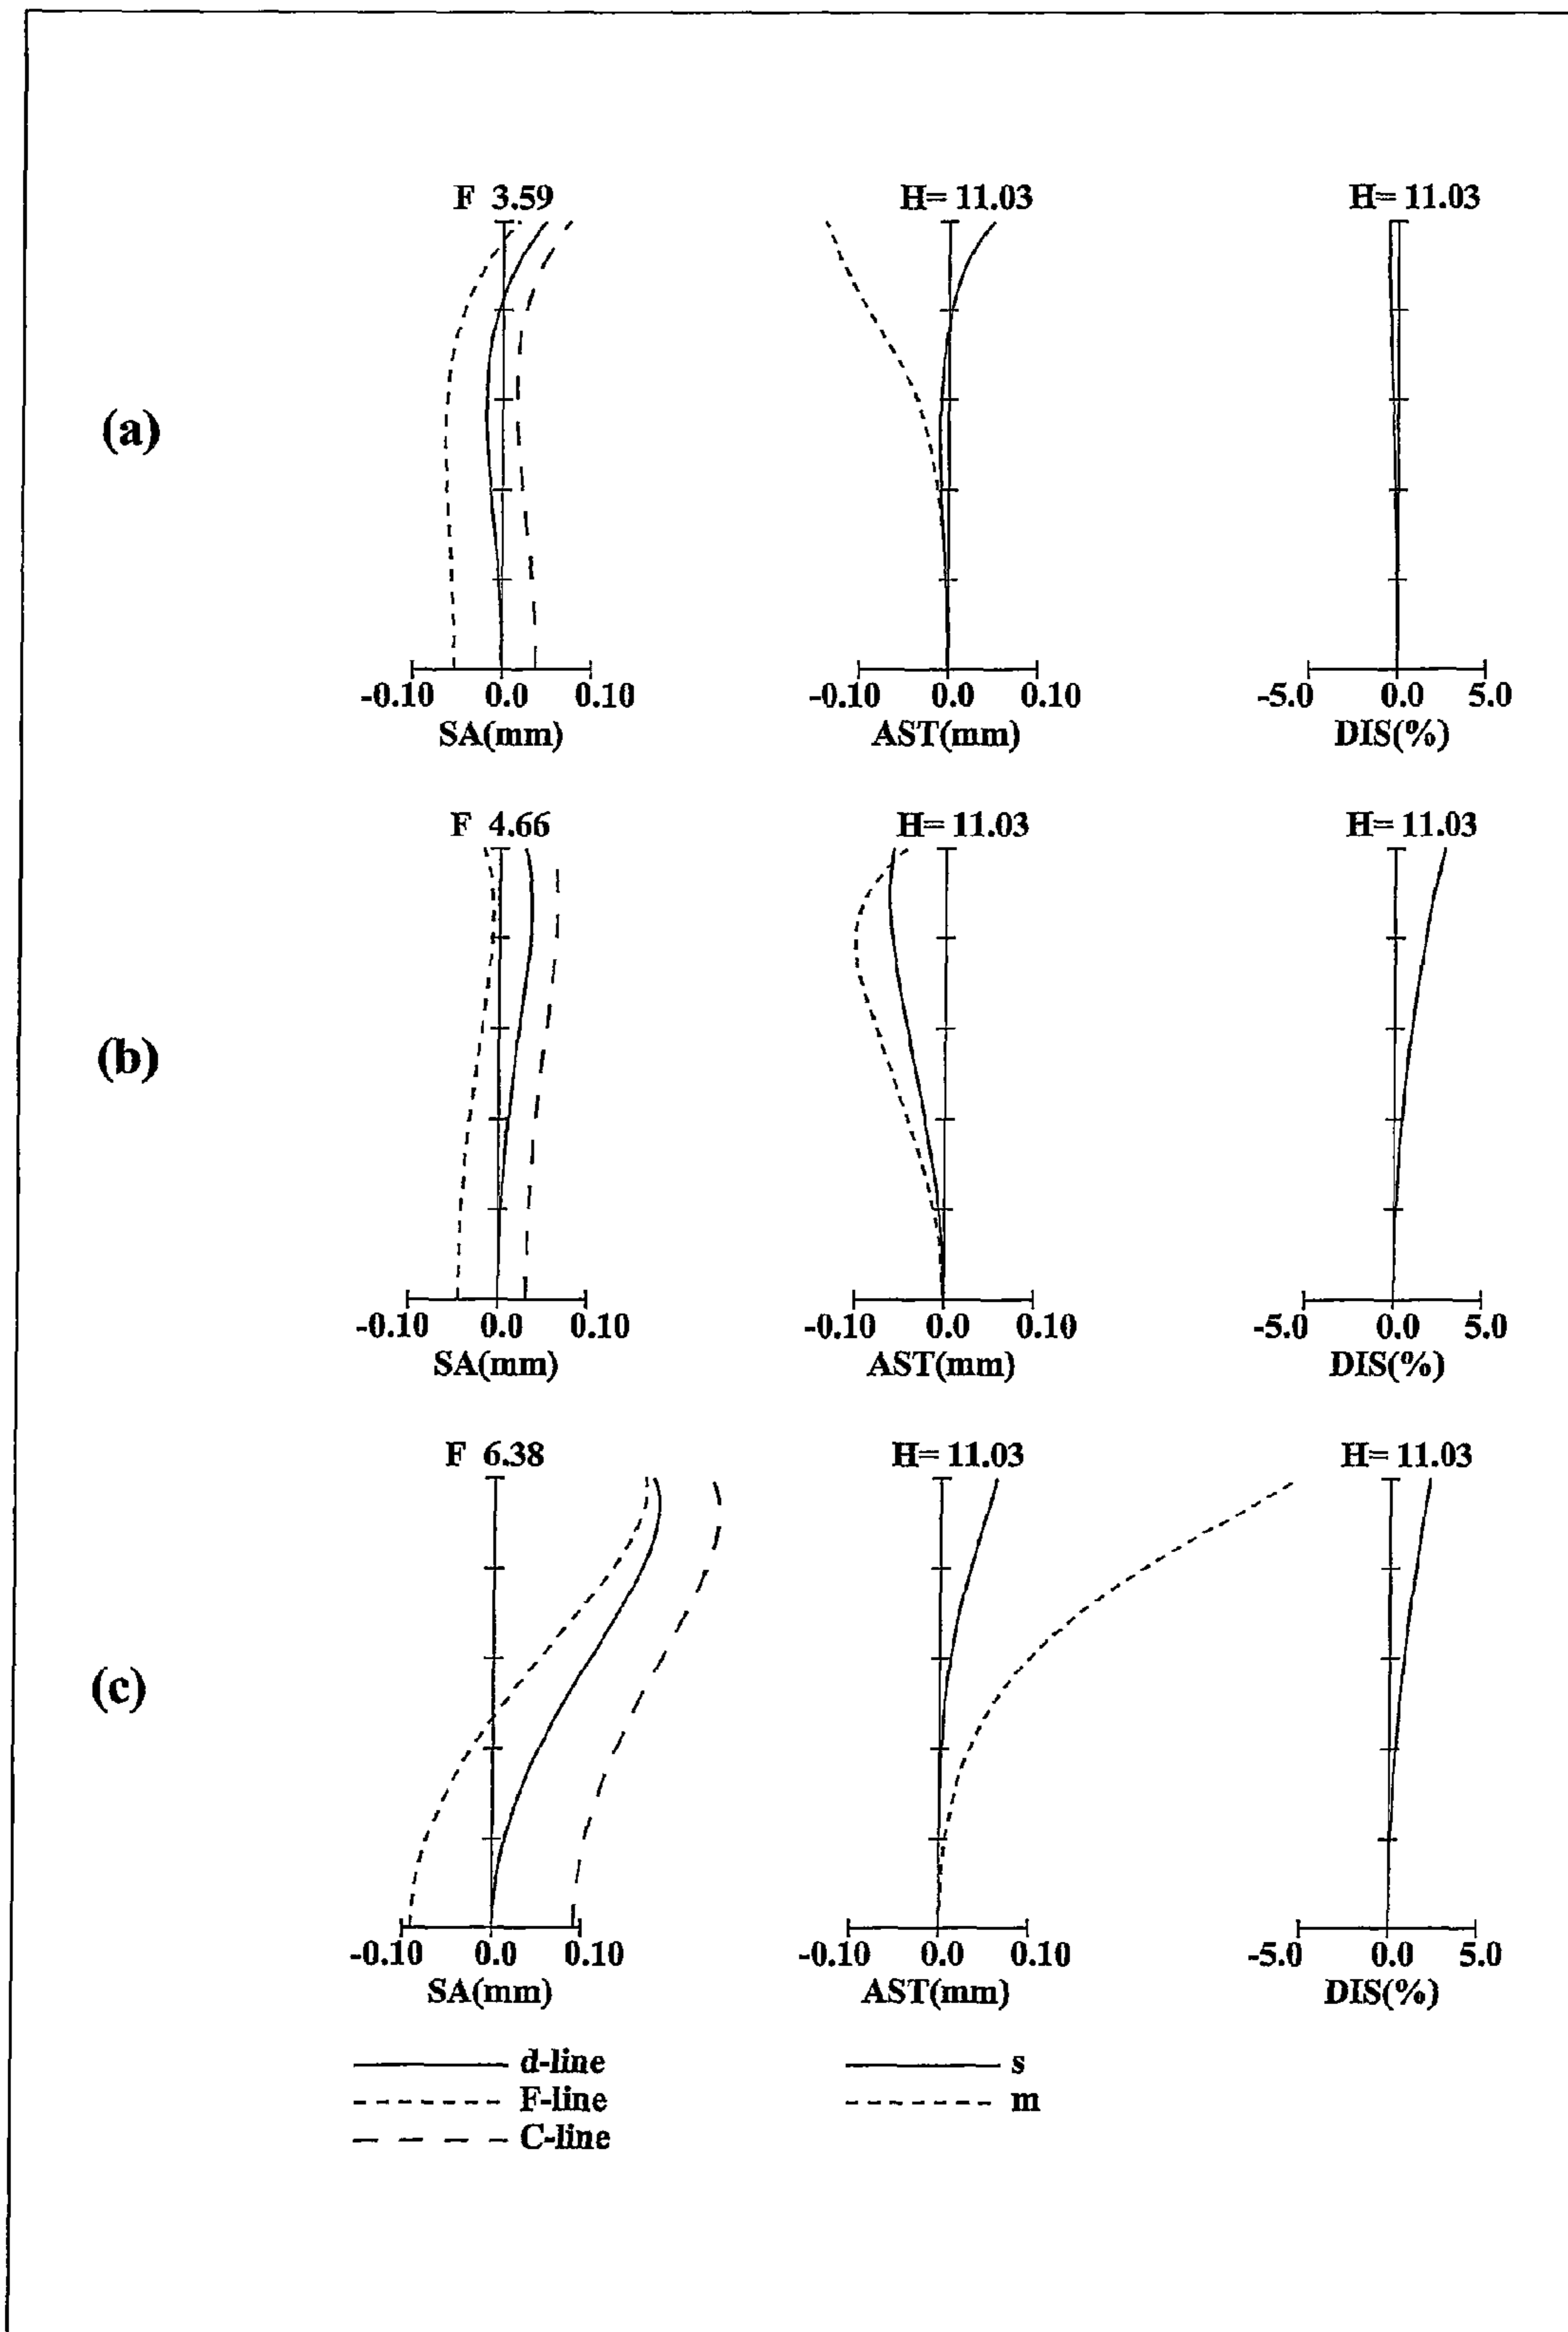 F 3.59 H= 11.03 H= 11.03
(a)
-0.10 0.0 0.10 -0.10 0.0 0.10 -5.0 0.0 5.0
SA(mm) AST(mm) DIS(%)
F 4.66 H= 11.03 H= 11.03
(b)
-0.10 0.0 0.10 -0.10 0.0 0.10 -5.0 0.0 5.0
SA(mm) AST(mm) DIS(%)
F 6.38 H= 11.03 H= 11.03
(c)
-0.10 0.0 0.10 -0.10 0.0 0.10 -5.0 0.0 5.0
SA(mm) AST(mm) DIS(%)
d-line s
F-line m
C-line